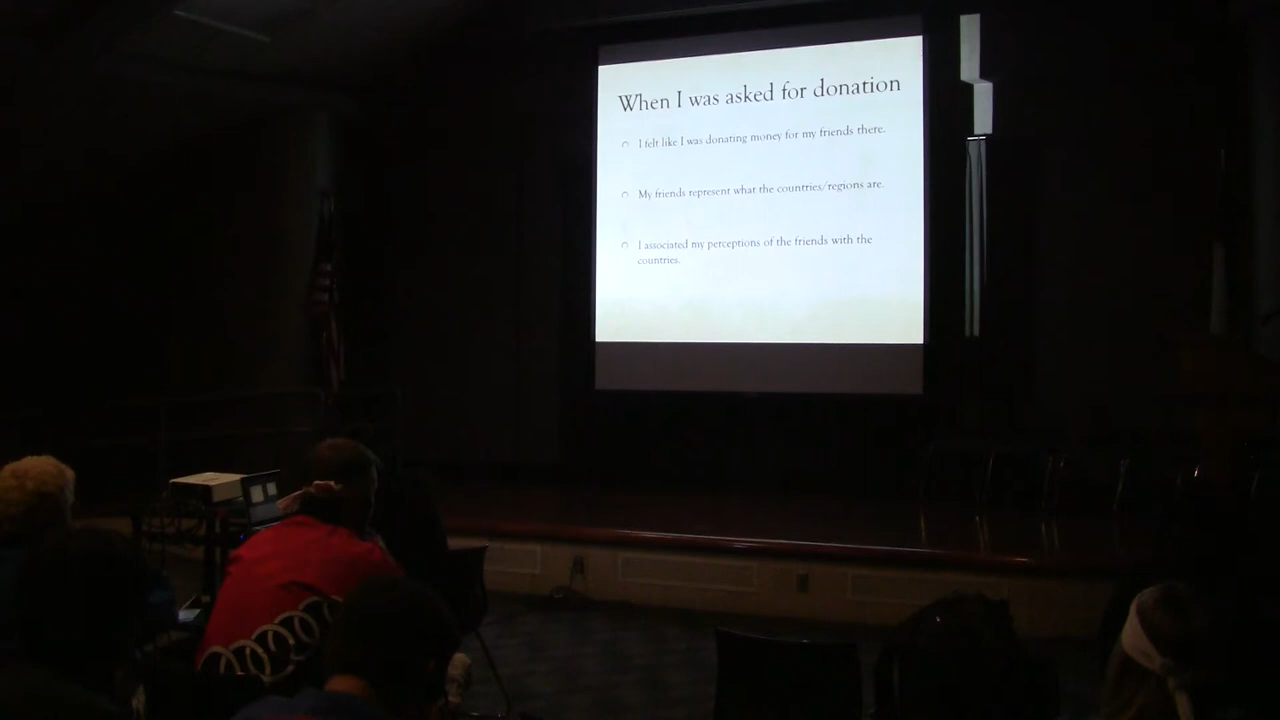 When I was asked for donation
I felt like I was donating money for my friends there.
My friends represent what the countries/regions are.
I associated my perceptions of the friends with the
countries.